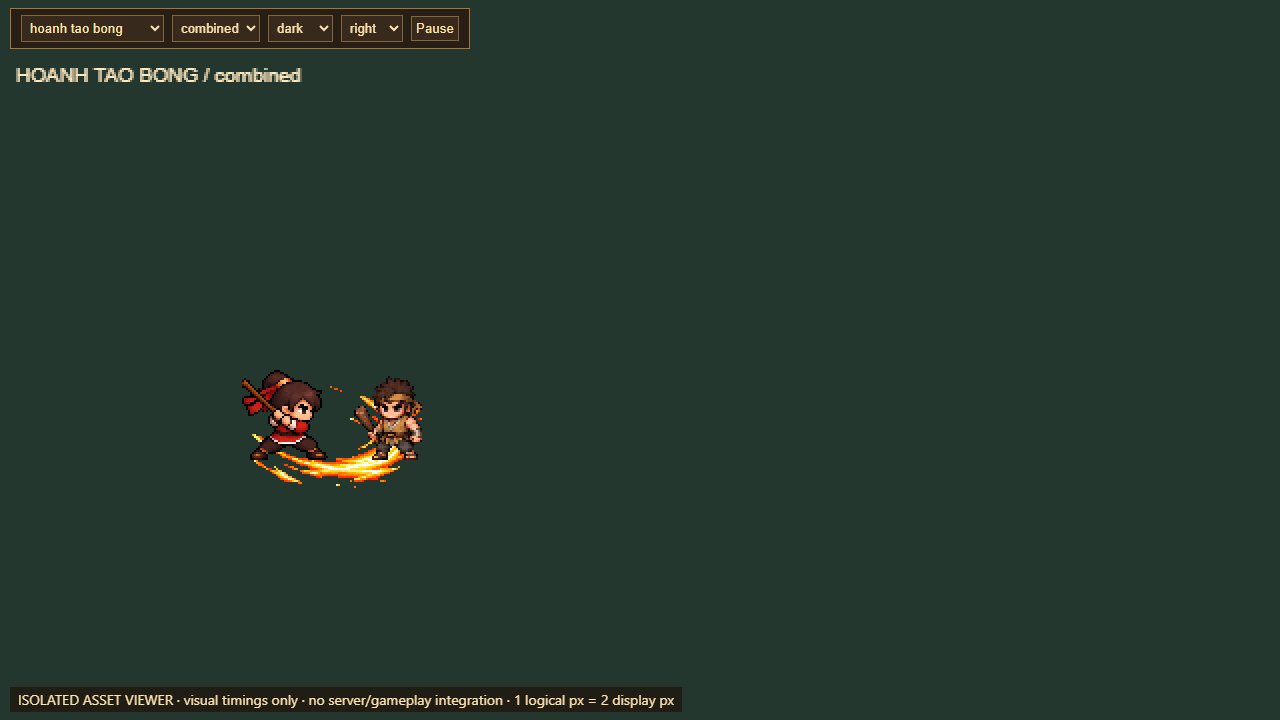 hoanh tao bong combined dark right Pause
HOANH TAO BONG / combined
ISOLATED ASSET VIEWER · visual timings only · no server/gameplay integration · 1 logical px = 2 display px